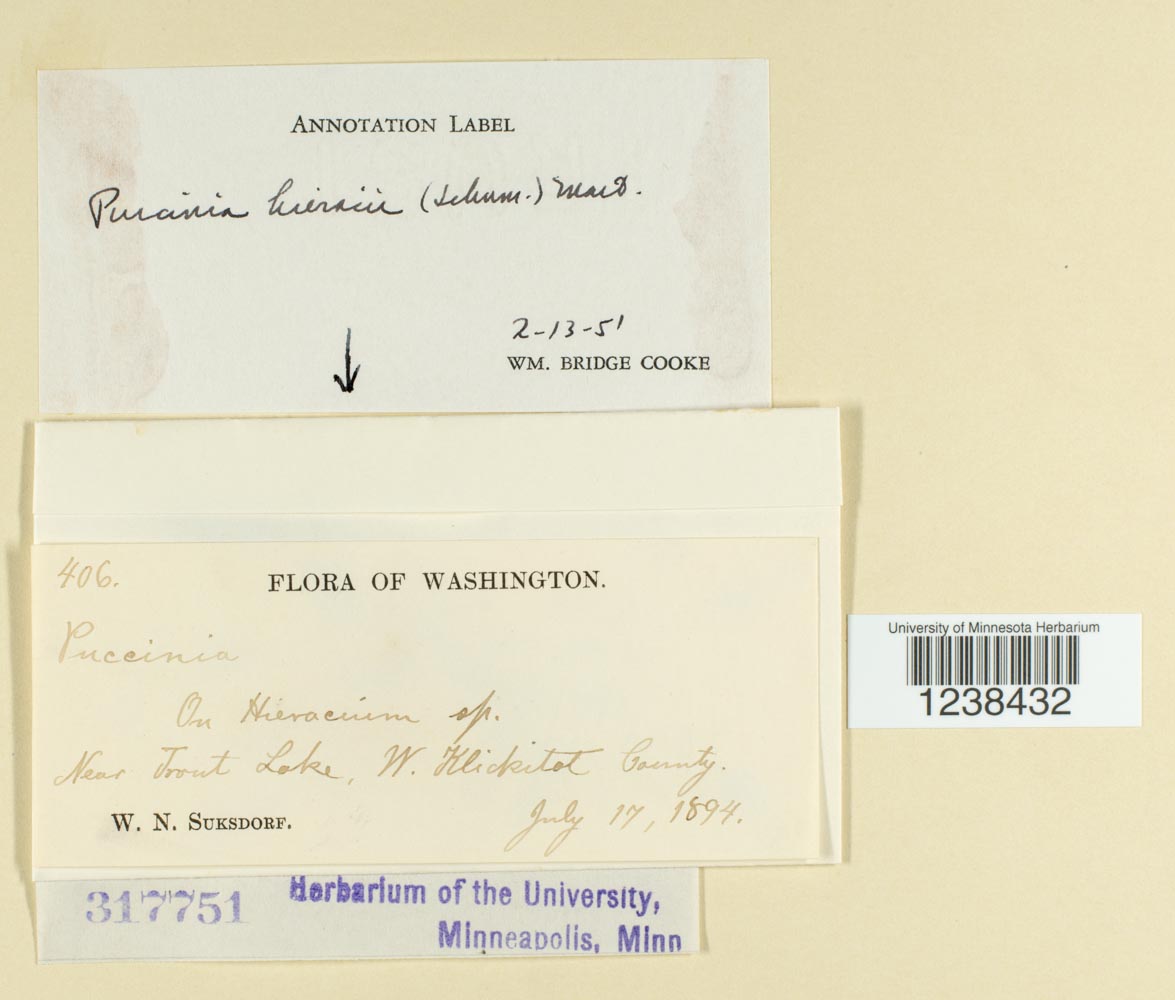 ANNOTATION LABEL
Puccinia hieracii (Schum.) Mart.
2-13-51
WM. BRIDGE COOKE
406.
FLORA OF WASHINGTON.
Puccinia
On Hieracium sp.
Near Trout Lake, W. Klickitat County.
W. N. SUKSDORF.
July 17, 1894.
University of Minnesota Herbarium
1238432
317751
Herbarium of the University,
Minneapolis, Minn